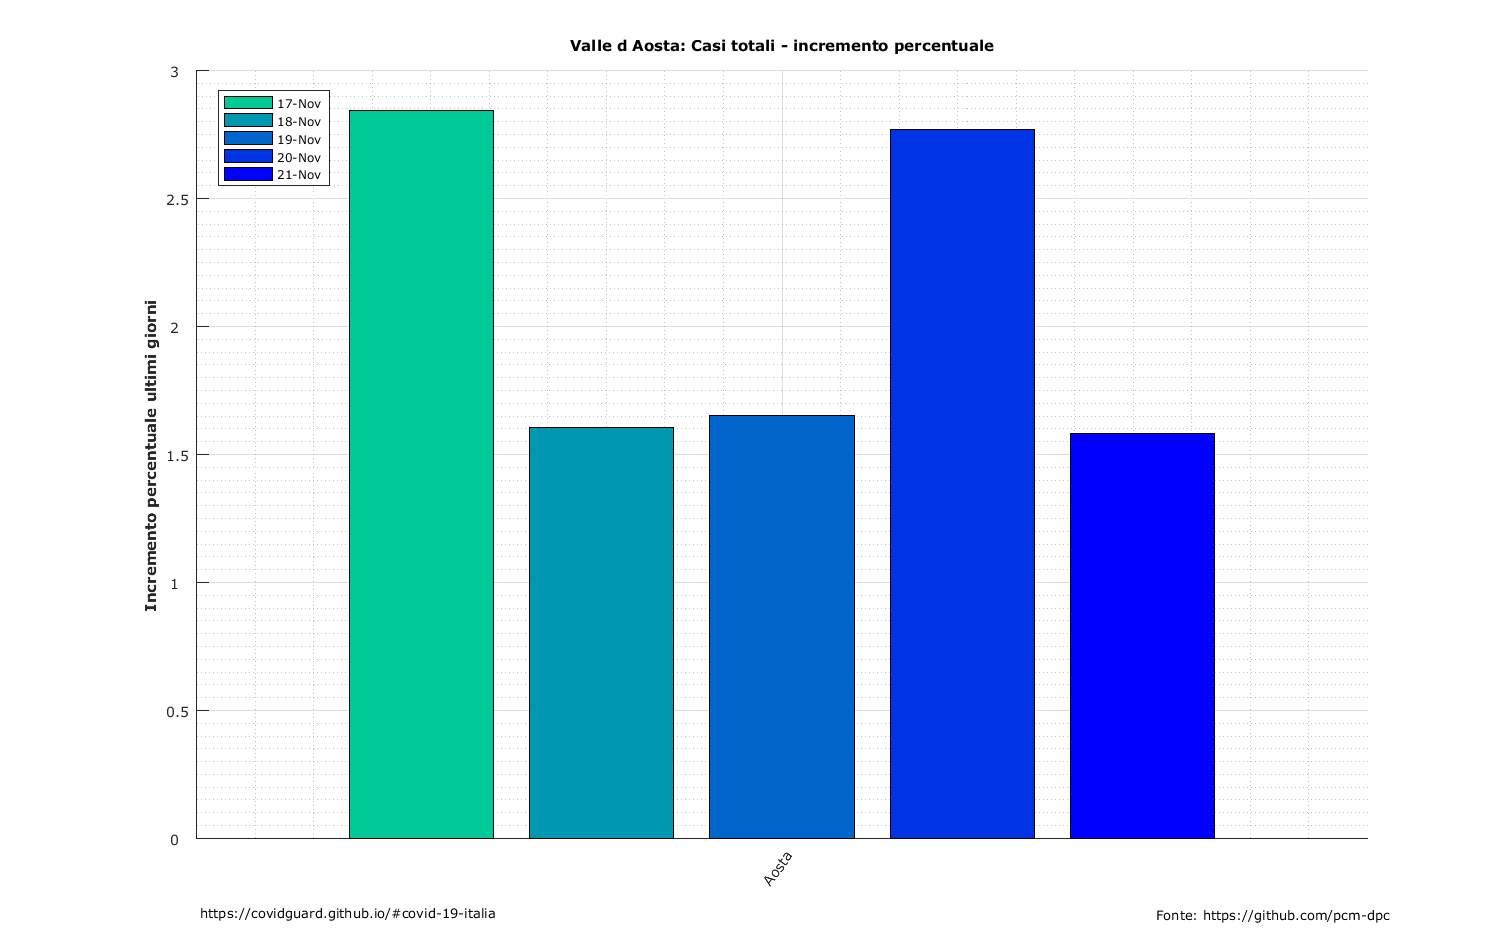 Valle d Aosta: Casi totali - incremento percentuale
3
2.5
2
1.5
1
0.5
0
17-Nov
18-Nov
19-Nov
20-Nov
21-Nov
Incremento percentuale ultimi giorni
Aosta
https://covidguard.github.io/#covid-19-italia
Fonte: https://github.com/pcm-dpc